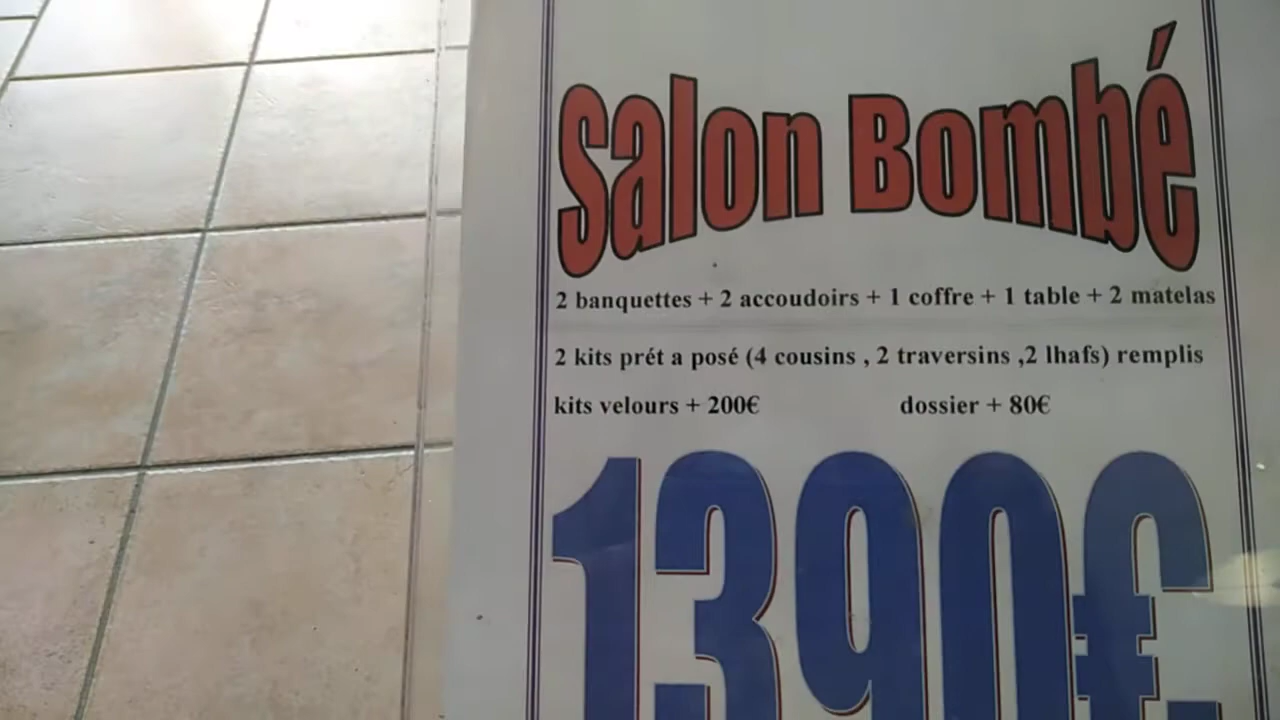 Salon Bombé
2 banquettes + 2 accoudoirs + 1 coffre + 1 table + 2 matelas
2 kits prét a posé (4 cousins , 2 traversins ,2 lhafs) remplis
kits velours + 200€ dossier + 80€
1390€